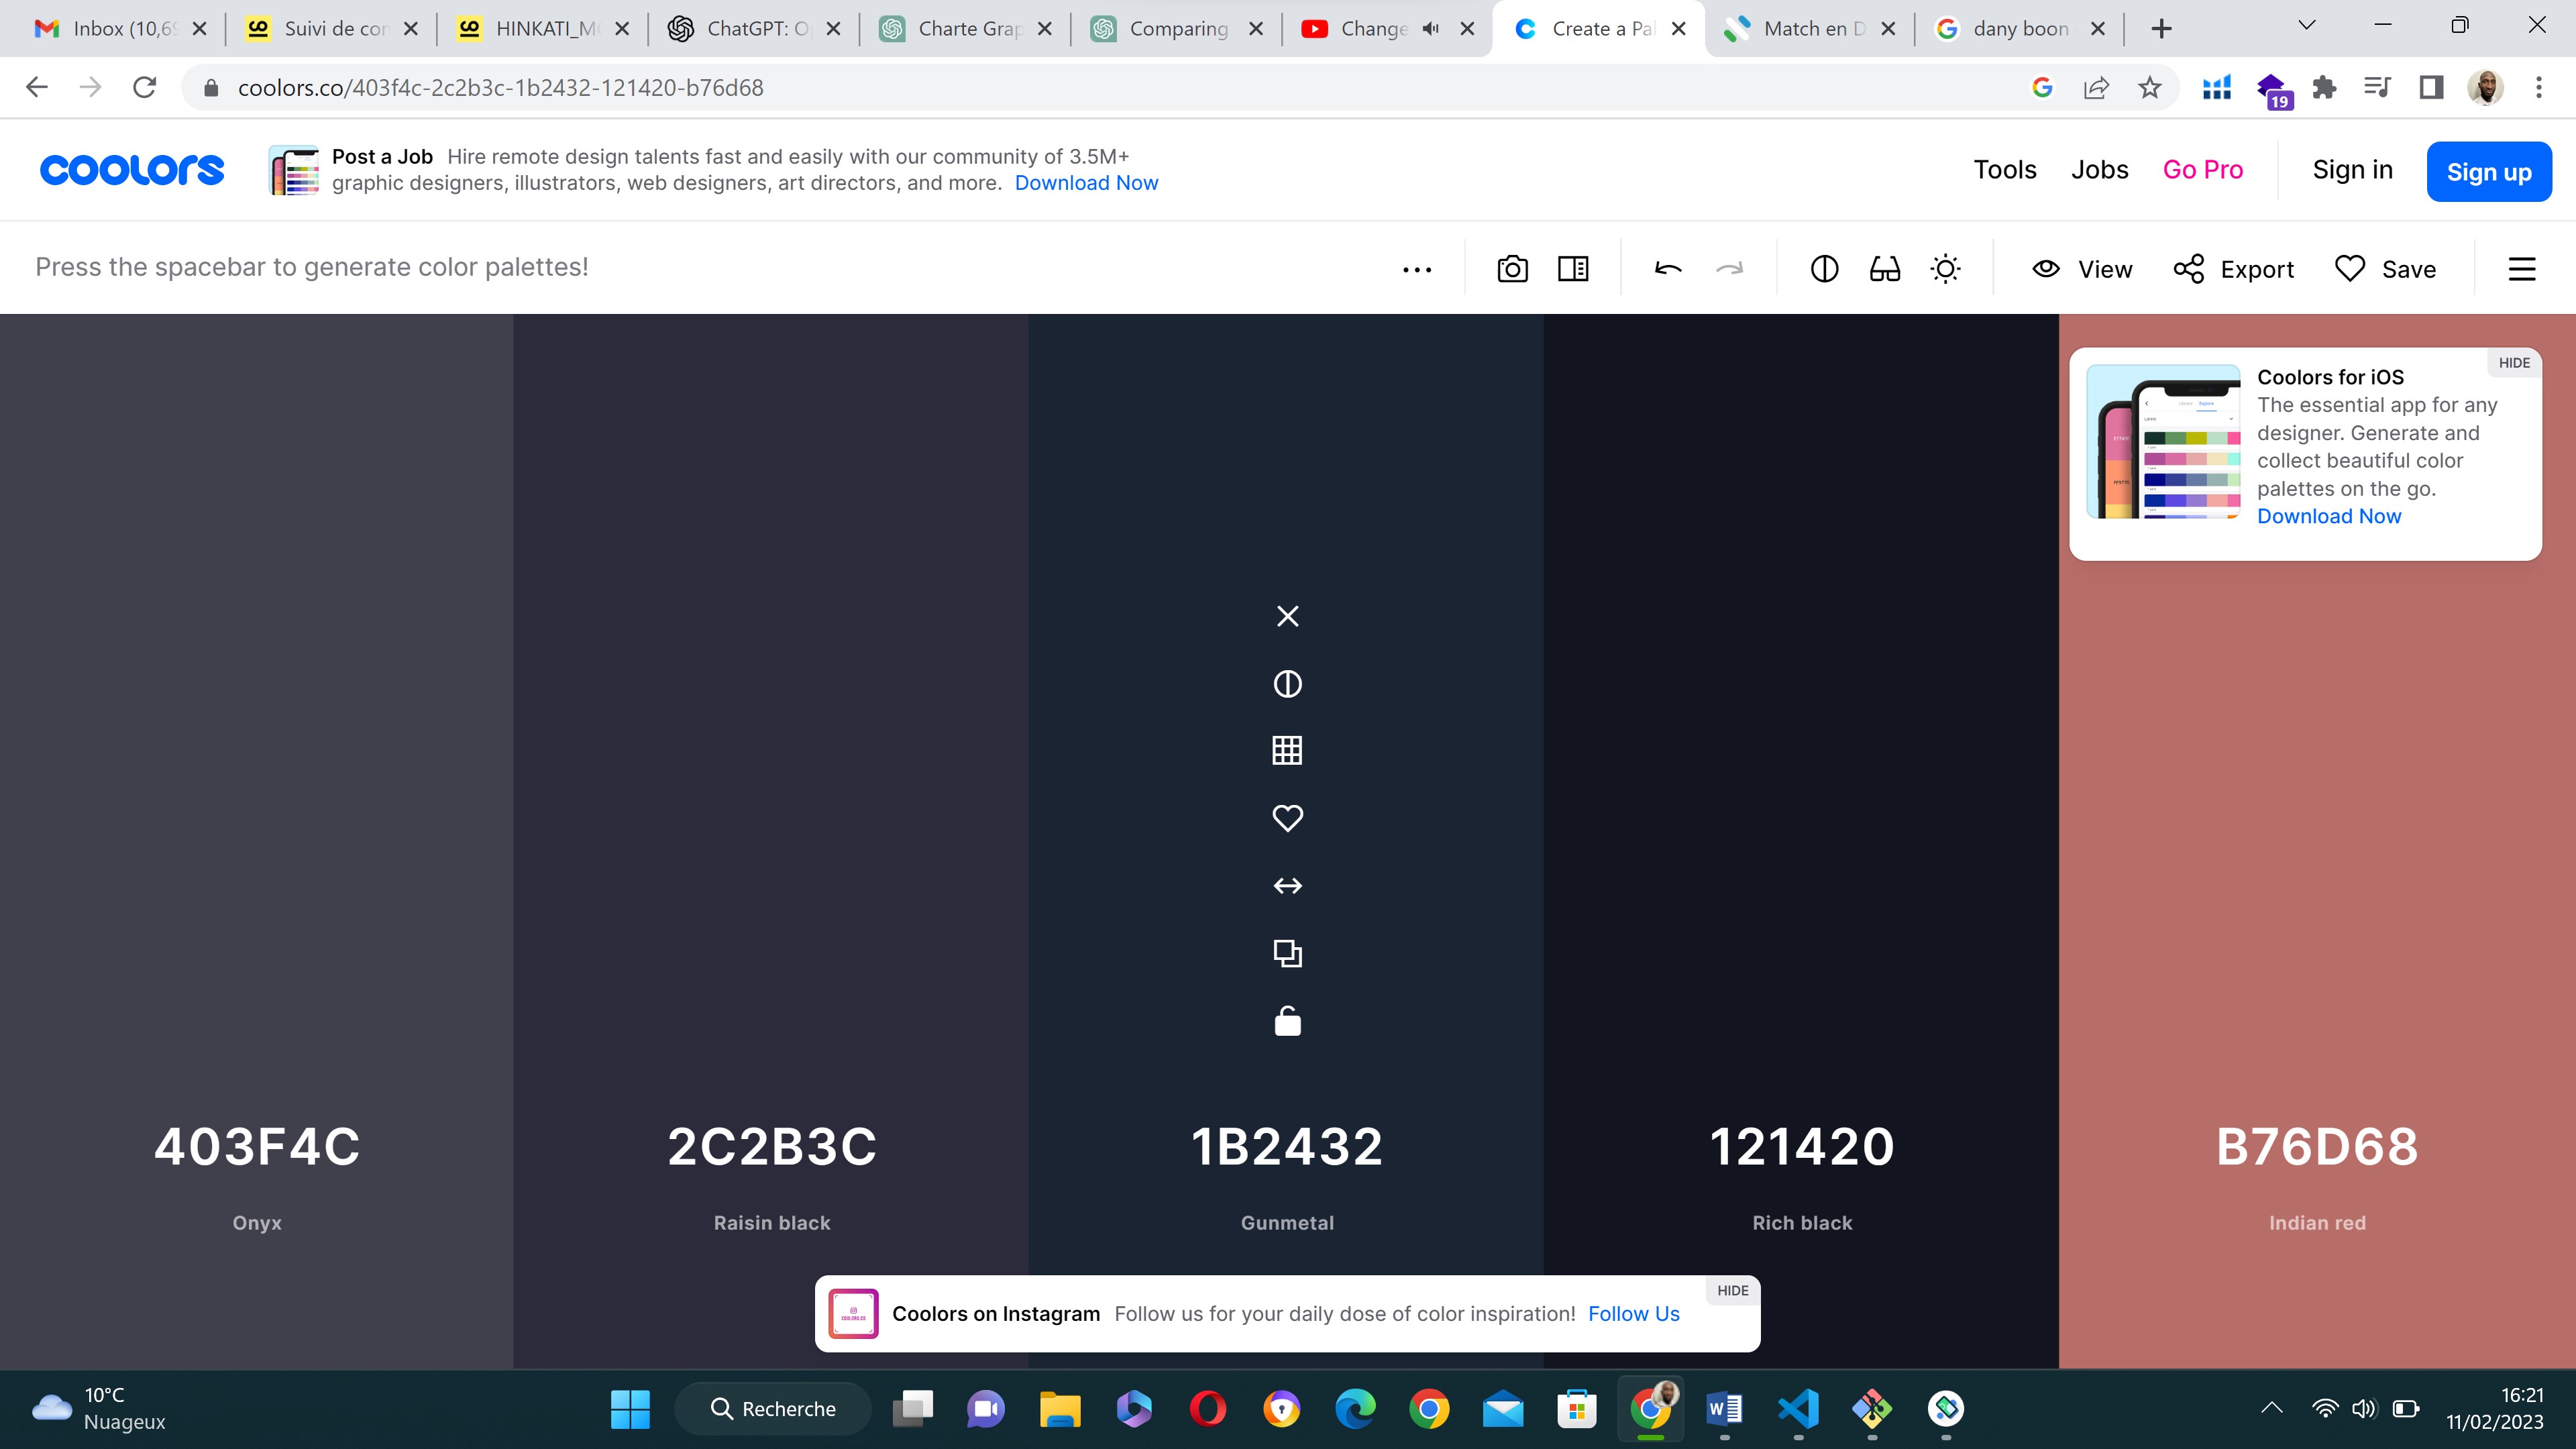 Inbox (10,69
Suivi de con
HINKATI_MO
ChatGPT: Op
Charte Grap
Comparing
Change
Create a Pal
Match en D
dany boon
coolors.co/403f4c-2c2b3c-1b2432-121420-b76d68
19
coolors
Post a Job Hire remote design talents fast and easily with our community of 3.5M+
graphic designers, illustrators, web designers, art directors, and more. Download Now
Tools
Jobs
Go Pro
Sign in
Sign up
Press the spacebar to generate color palettes!
View
Export
Save
HIDE
Coolors for iOS
The essential app for any
designer. Generate and
collect beautiful color
palettes on the go.
Download Now
403F4C
2C2B3C
1B2432
121420
B76D68
Onyx
Raisin black
Gunmetal
Rich black
Indian red
HIDE
Coolors on Instagram Follow us for your daily dose of color inspiration! Follow Us
10°C
Nuageux
Recherche
16:21
11/02/2023